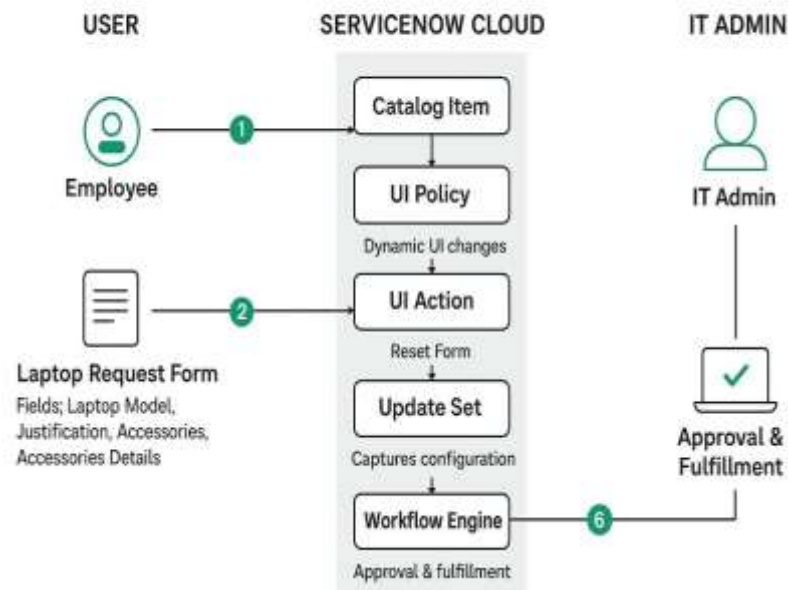 USER
SERVICENOW CLOUD
IT ADMIN
1
Catalog Item
Employee
UI Policy
IT Admin
Dynamic UI changes
2
UI Action
Reset Form
Laptop Request Form
Fields; Laptop Model,
Justification, Accessories,
Accessories Details
Update Set
Captures configuration
Approval &
Fulfillment
Workflow Engine
6
Approval & fulfillment